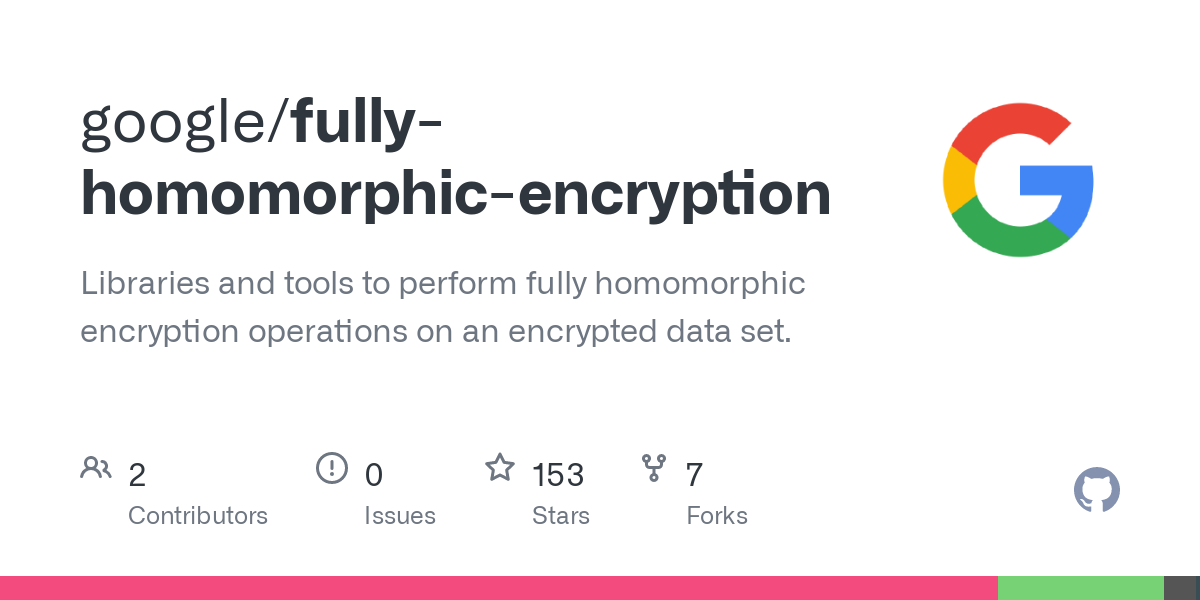 google/fully-
homomorphic-encryption
Libraries and tools to perform fully homomorphic
encryption operations on an encrypted data set.
2 0 153 7
Contributors Issues Stars Forks